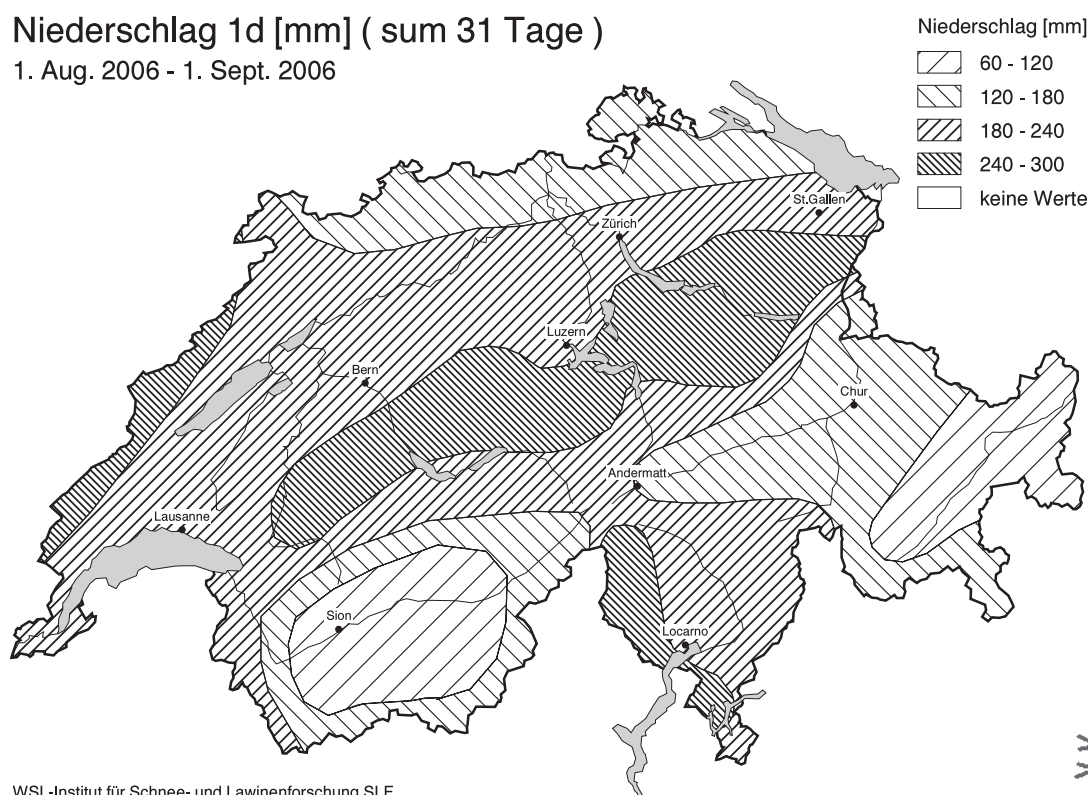 Niederschlag 1d [mm] ( sum 31 Tage )
1. Aug. 2006 - 1. Sept. 2006
Niederschlag [mm]
60 - 120
120 - 180
180 - 240
240 - 300
keine Werte
St.Gallen
Zürich
Luzern
Bern
Chur
Andermatt
Lausanne
Sion
Locarno
WSL-Institut für Schnee- und Lawinenforschung SLF